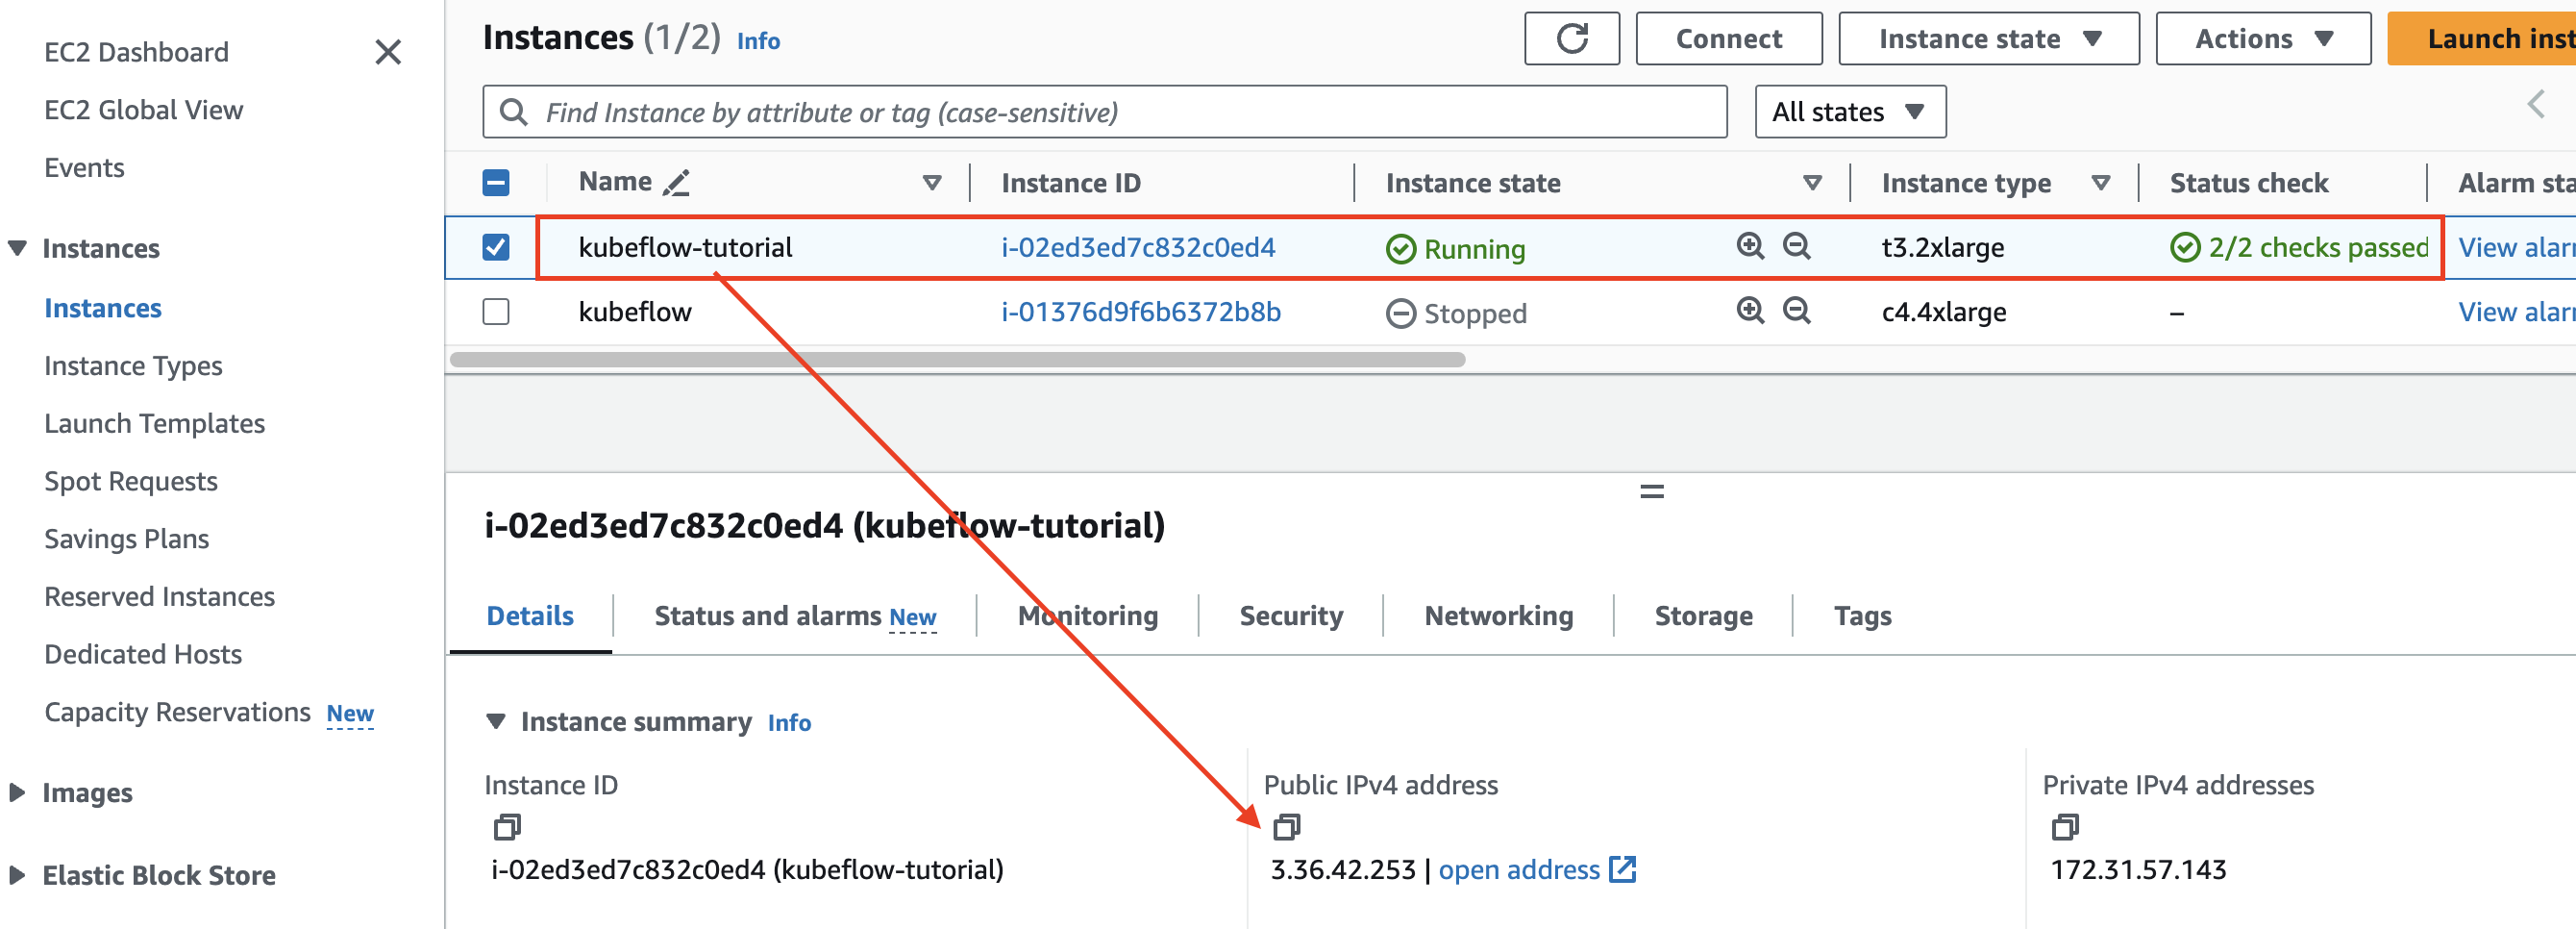 EC2 Dashboard
EC2 Global View
Events
Instances
Instances
Instance Types
Launch Templates
Spot Requests
Savings Plans
Reserved Instances
Dedicated Hosts
Capacity Reservations New
Images
Elastic Block Store
Instances (1/2) Info
Connect
Instance state
Actions
Launch inst
Find Instance by attribute or tag (case-sensitive)
All states
Name Instance ID Instance state Instance type Status check Alarm sta
kubeflow-tutorial i-02ed3ed7c832c0ed4 Running t3.2xlarge 2/2 checks passed View alarm
kubeflow i-01376d9f6b6372b8b Stopped c4.4xlarge – View alarm
i-02ed3ed7c832c0ed4 (kubeflow-tutorial)
Details Status and alarms New Monitoring Security Networking Storage Tags
Instance summary Info
Instance ID
i-02ed3ed7c832c0ed4 (kubeflow-tutorial)
Public IPv4 address
3.36.42.253 | open address
Private IPv4 addresses
172.31.57.143